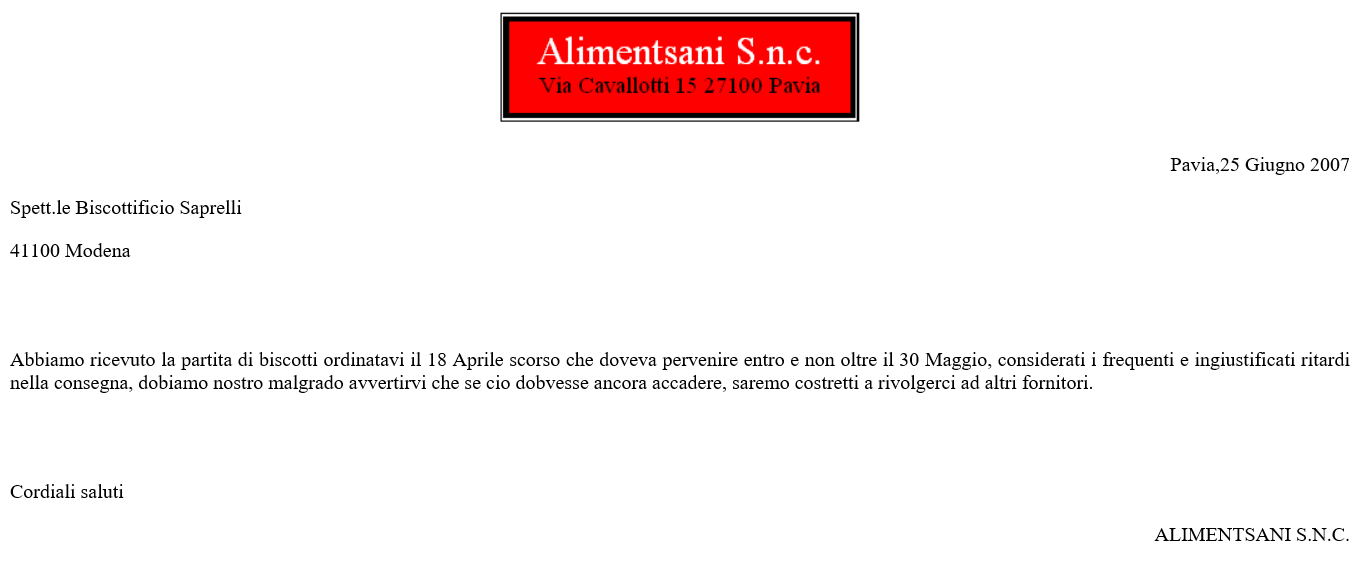 Alimentsani S.n.c.
Via Cavallotti 15 27100 Pavia
Pavia,25 Giugno 2007
Spett.le Biscottificio Saprelli
41100 Modena
Abbiamo ricevuto la partita di biscotti ordinatavi il 18 Aprile scorso che doveva pervenire entro e non oltre il 30 Maggio, considerati i frequenti e ingiustificati ritardi
nella consegna, dobiamo nostro malgrado avvertirvi che se cio dobvesse ancora accadere, saremo costretti a rivolgerci ad altri fornitori.
Cordiali saluti
ALIMENTSANI S.N.C.